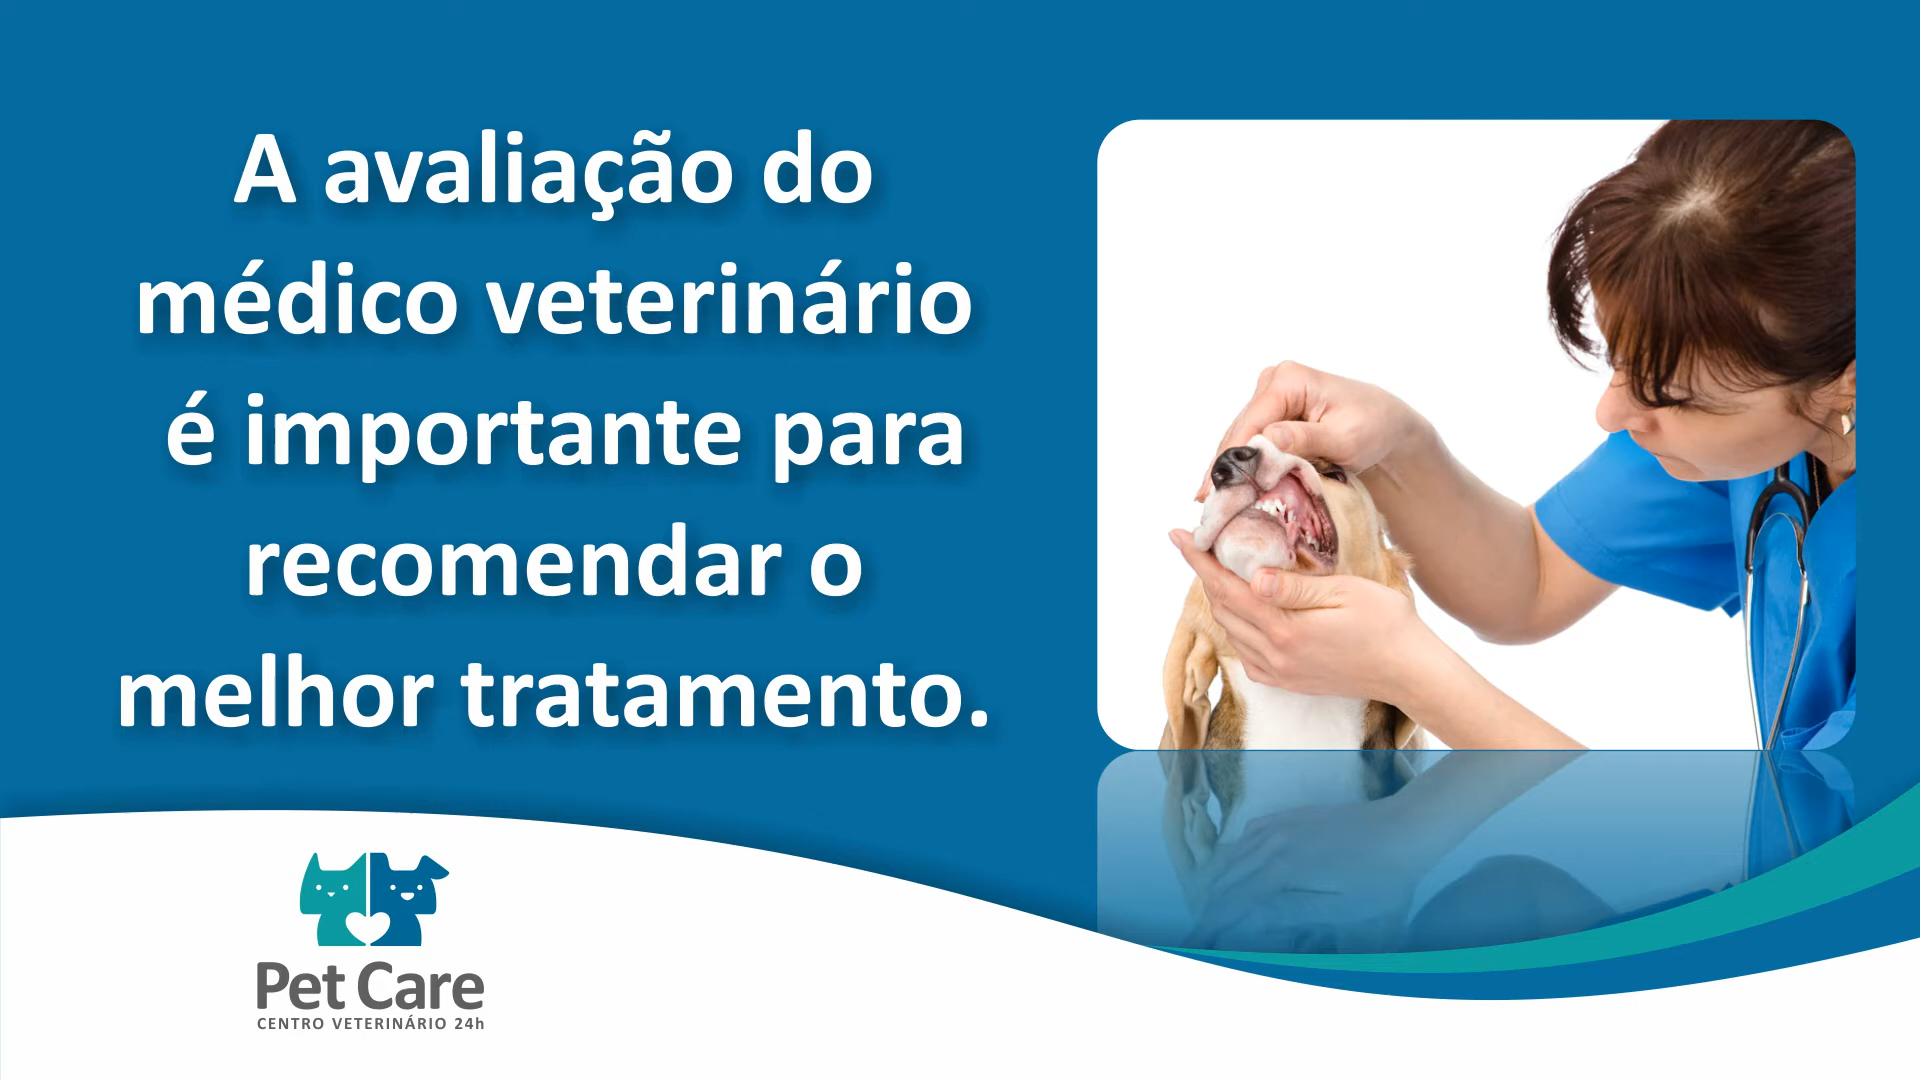 A avaliação do
médico veterinário
é importante para
recomendar o
melhor tratamento.
Pet Care
CENTRO VETERINÁRIO 24h